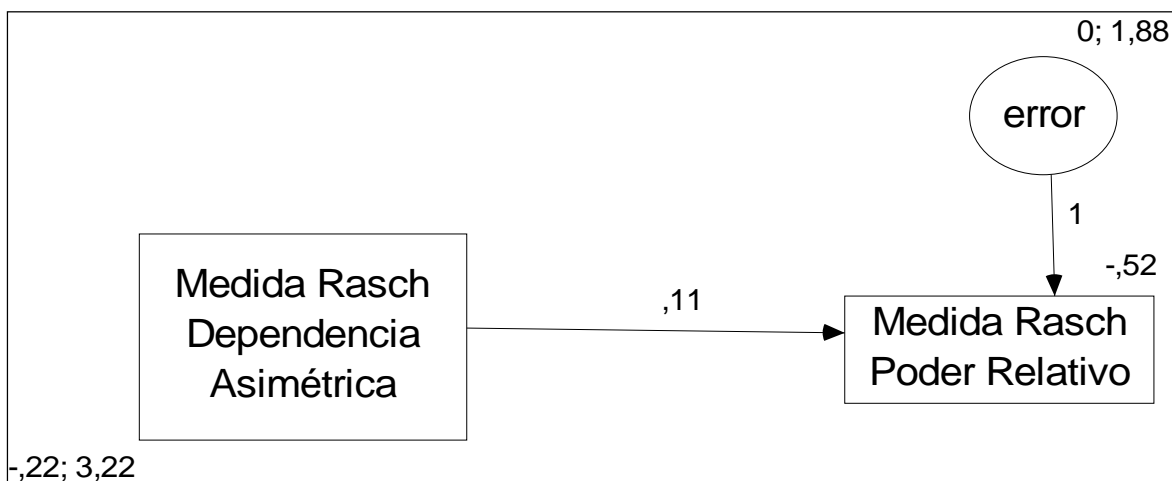 0; 1,88
error
1
-,52
Medida Rasch
Dependencia
Asimétrica
,11
Medida Rasch
Poder Relativo
-,22; 3,22